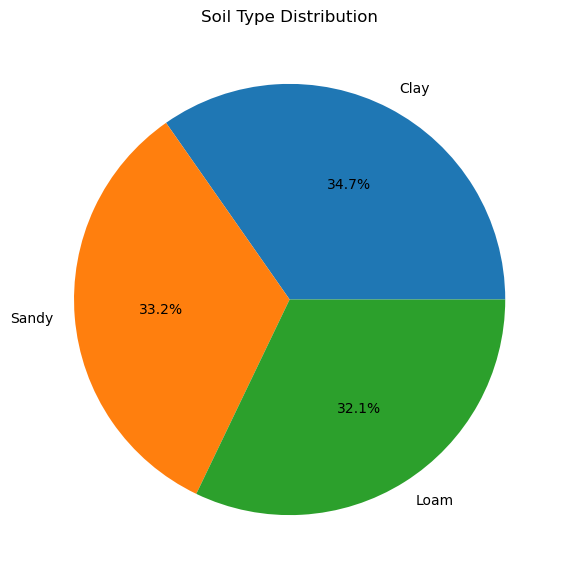 Soil Type Distribution
Clay
34.7%
33.2%
Sandy
32.1%
Loam